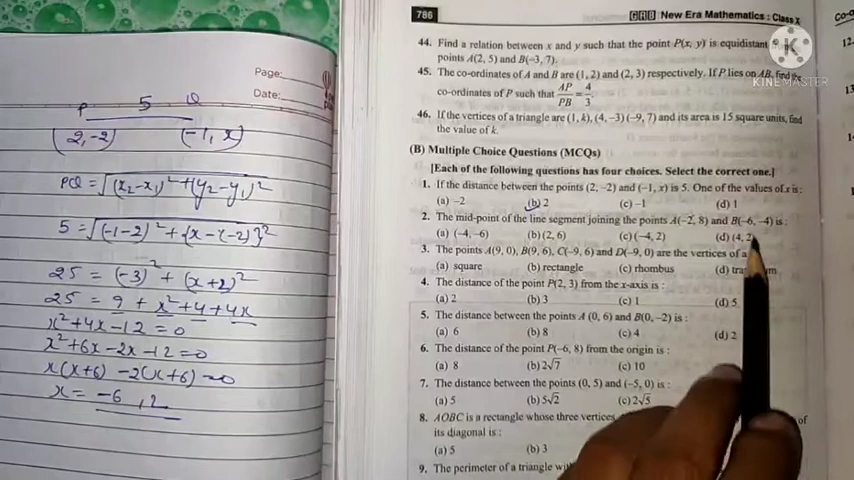 Page:
Date:
P 5 Q
(2,-2) (-1, x)
PQ = √(x₂-x₁)² + (y₂-y₁)²
5 = √(-1-2)² + {x-(-2)}²
25 = (-3)² + (x+2)²
25 = 9 + x² + 4 + 4x
x² + 4x - 12 = 0
x² + 6x - 2x - 12 = 0
x(x+6) - 2(x+6) = 0
x = -6, 2
786
New Era Mathematics : Class X
44. Find a relation between x and y such that the point P(x, y) is equidistant
points A(2, 5) and B(-3, 7).
45. The co-ordinates of A and B are (1, 2) and (2, 3) respectively. If P lies on AB, find the
co-ordinates of P such that AP/PB = 4/3.
46. If the vertices of a triangle are (1, k), (4, -3) (-9, 7) and its area is 15 square units, find
the value of k.
(B) Multiple Choice Questions (MCQs)
[Each of the following questions has four choices. Select the correct one.]
1. If the distance between the points (2, -2) and (-1, x) is 5. One of the values of x is :
(a) -2 (b) 2 (c) -1 (d) 1
2. The mid-point of the line segment joining the points A(-2, 8) and B(-6, -4) is :
(a) (-4, -6) (b) (2, 6) (c) (-4, 2) (d) (4, 2)
3. The points A(9, 0), B(9, 6), C(-9, 6) and D(-9, 0) are the vertices of a
(a) square (b) rectangle (c) rhombus (d)
4. The distance of the point P(2, 3) from the x-axis is :
(a) 2 (b) 3 (c) 1 (d) 5
5. The distance between the points A (0, 6) and B(0, -2) is :
(a) 6 (b) 8 (c) 4 (d) 2
6. The distance of the point P(-6, 8) from the origin is :
(a) 8 (b) 2√7 (c) 10
7. The distance between the points (0, 5) and (-5, 0) is :
(a) 5 (b) 5√2 (c) 2√5
8. AOBC is a rectangle whose three vertices of
its diagonal is :
(a) 5 (b) 3
9. The perimeter of a triangle
KINEMASTER